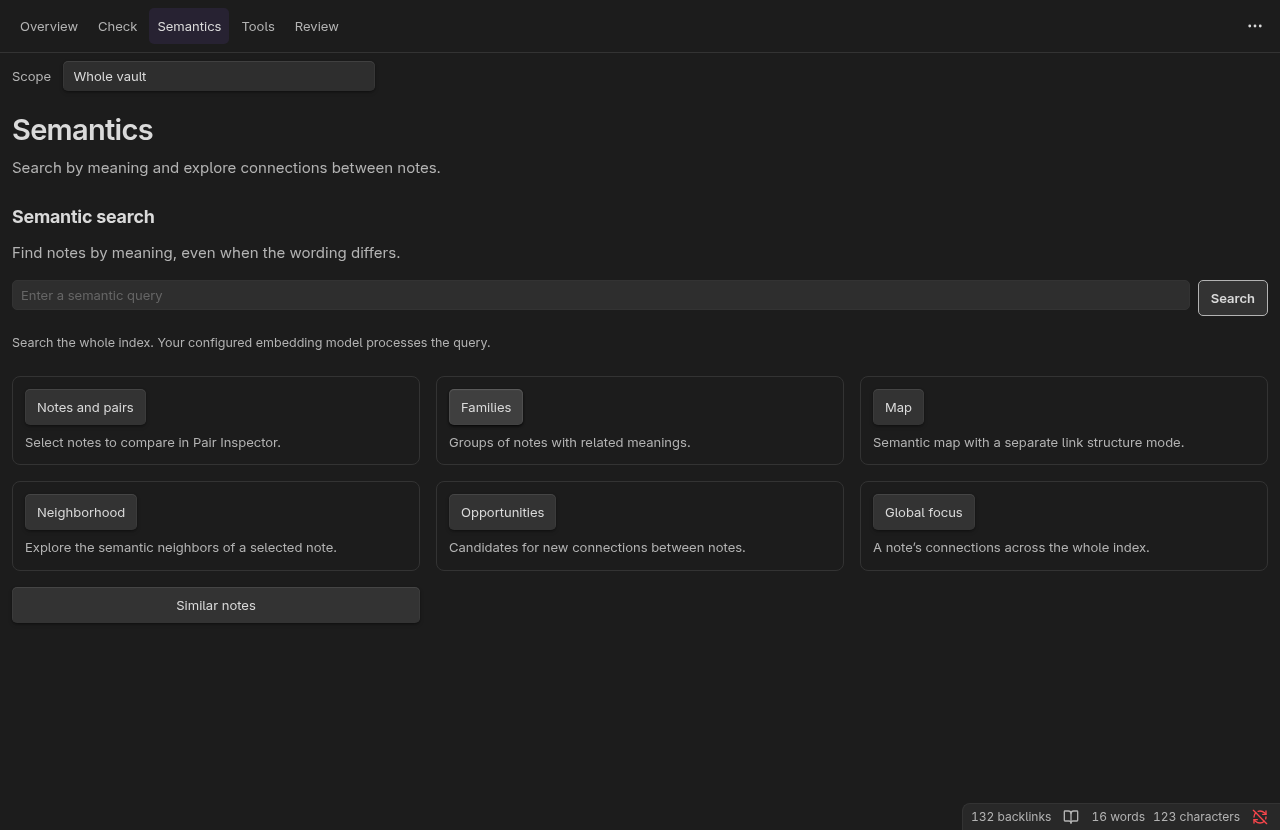 Overview Check Semantics Tools Review
Scope Whole vault
Semantics
Search by meaning and explore connections between notes.
Semantic search
Find notes by meaning, even when the wording differs.
Enter a semantic query Search
Search the whole index. Your configured embedding model processes the query.
Notes and pairs
Select notes to compare in Pair Inspector.
Families
Groups of notes with related meanings.
Map
Semantic map with a separate link structure mode.
Neighborhood
Explore the semantic neighbors of a selected note.
Opportunities
Candidates for new connections between notes.
Global focus
A note’s connections across the whole index.
Similar notes
132 backlinks 16 words 123 characters